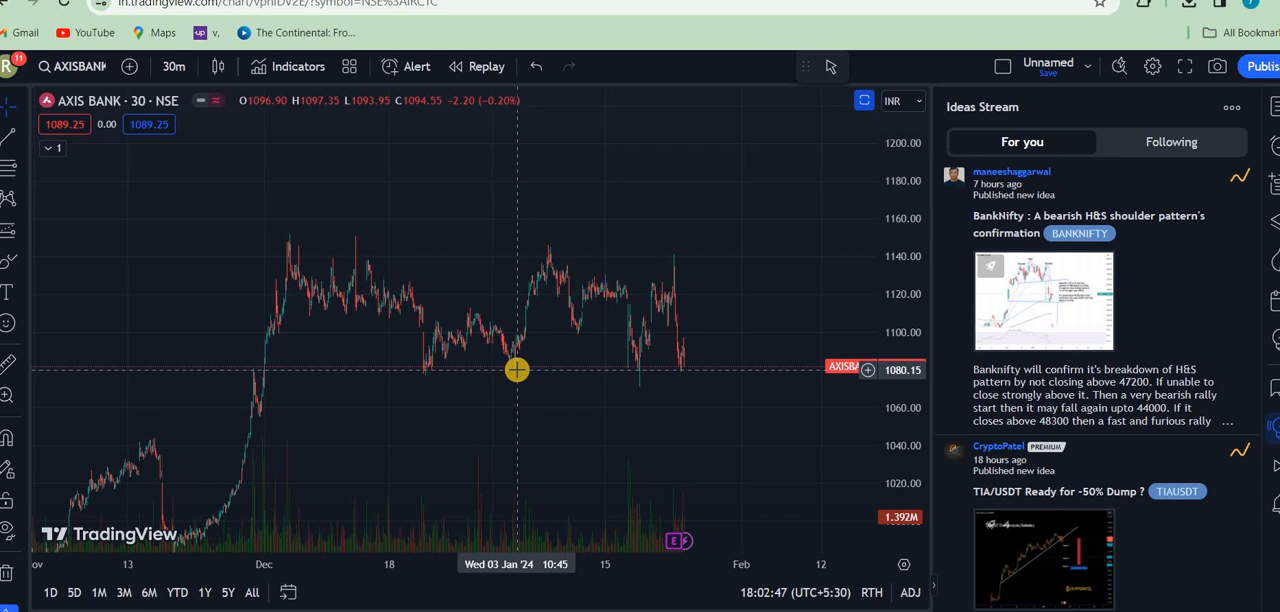 in.tradingview.com/chart/vphIDV2E/?symbol=NSE%3AIRCTC
Gmail YouTube Maps v, The Continental: Fro... All Bookmar
R 11 AXISBANK 30m Indicators Alert Replay Unnamed Save Publis
AXIS BANK · 30 · NSE O1096.90 H1097.35 L1093.95 C1094.55 −2.20 (−0.20%) INR
1089.25 0.00 1089.25
1
1200.00
1180.00
1160.00
1140.00
1120.00
1100.00
AXISBA 1080.15
1060.00
1040.00
1020.00
1.392M
TradingView
E
ov 13 Dec 18 Wed 03 Jan '24 10:45 15 Feb 12
1D 5D 1M 3M 6M YTD 1Y 5Y All 18:02:47 (UTC+5:30) RTH ADJ
Ideas Stream
For you Following
maneeshaggarwal
7 hours ago
Published new idea
BankNifty : A bearish H&S shoulder pattern's
confirmation BANKNIFTY
Banknifty will confirm it's breakdown of H&S
pattern by not closing above 47200. If unable to
close strongly above it. Then a very bearish rally
start then it may fall again upto 44000. If it
closes above 48300 then a fast and furious rally ...
CryptoPatel PREMIUM
18 hours ago
Published new idea
TIA/USDT Ready for -50% Dump ? TIAUSDT